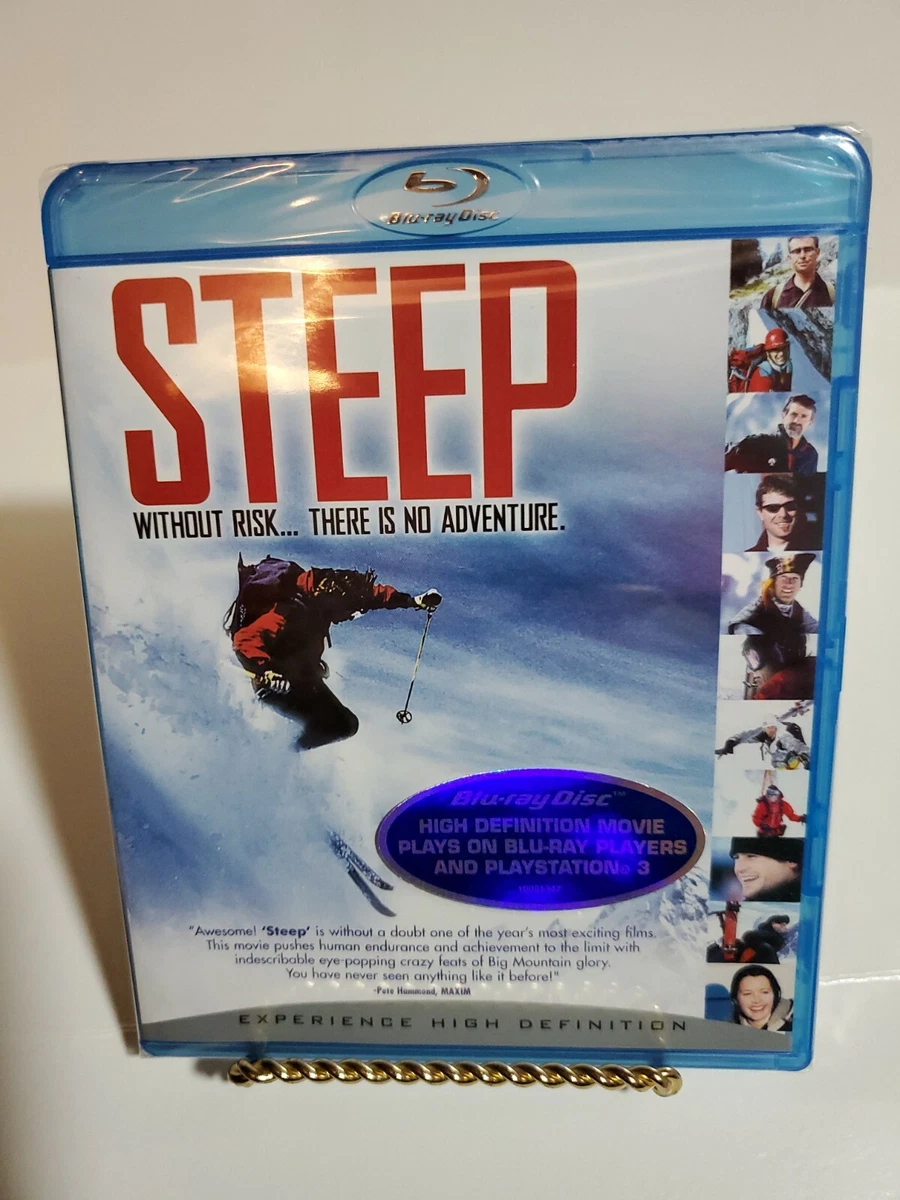 Blu-ray Disc
STEEP
WITHOUT RISK... THERE IS NO ADVENTURE.
Blu-ray Disc™
HIGH DEFINITION MOVIE
PLAYS ON BLU-RAY PLAYERS
AND PLAYSTATION® 3
"Awesome! 'Steep' is without a doubt one of the year's most exciting films.
This movie pushes human endurance and achievement to the limit with
indescribable eye-popping crazy feats of Big Mountain glory.
You have never seen anything like it before!"
-Pete Hammond, MAXIM
EXPERIENCE HIGH DEFINITION